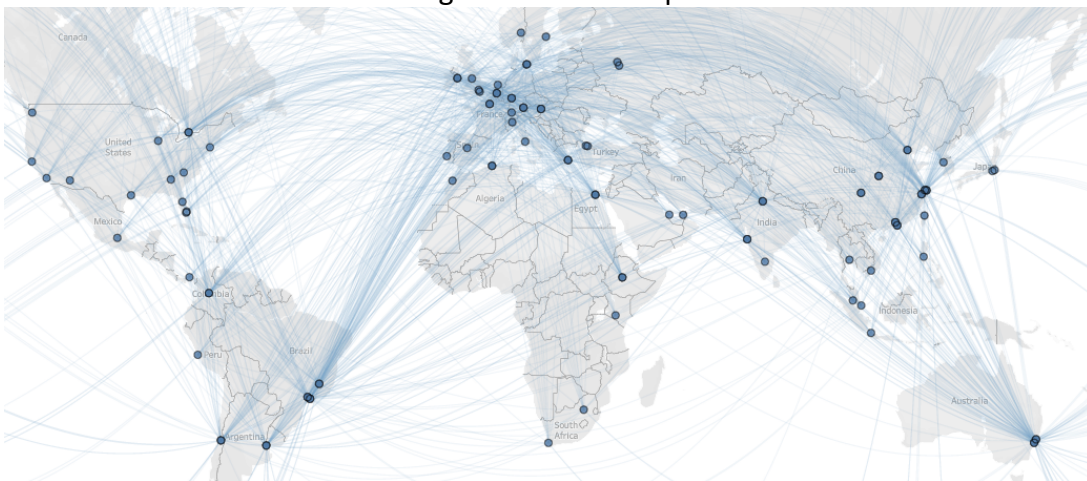 Canada
United
States
Mexico
Colombia
Peru
Brazil
Argentina
France
Turkey
Algeria
Egypt
Iran
India
China
Indonesia
South
Africa
Australia